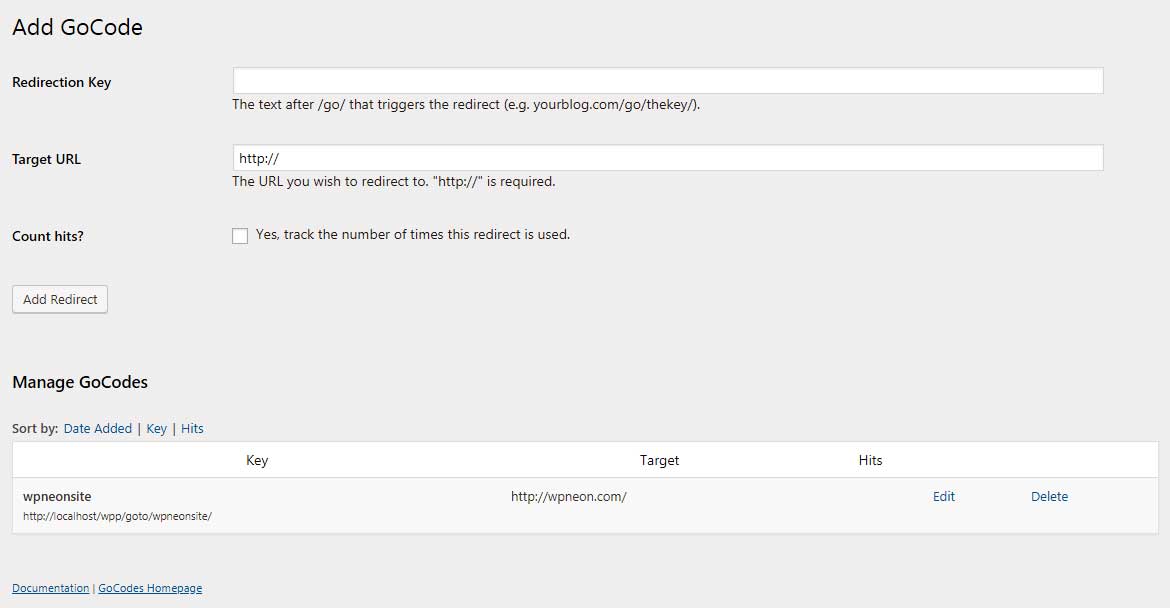 Add GoCode
Redirection Key
The text after /go/ that triggers the redirect (e.g. yourblog.com/go/thekey/).
Target URL
http://
The URL you wish to redirect to. "http://" is required.
Count hits?
Yes, track the number of times this redirect is used.
Add Redirect
Manage GoCodes
Sort by: Date Added | Key | Hits
Key Target Hits
wpneonsite http://wpneon.com/ Edit Delete
http://localhost/wpp/goto/wpneonsite/
Documentation | GoCodes Homepage